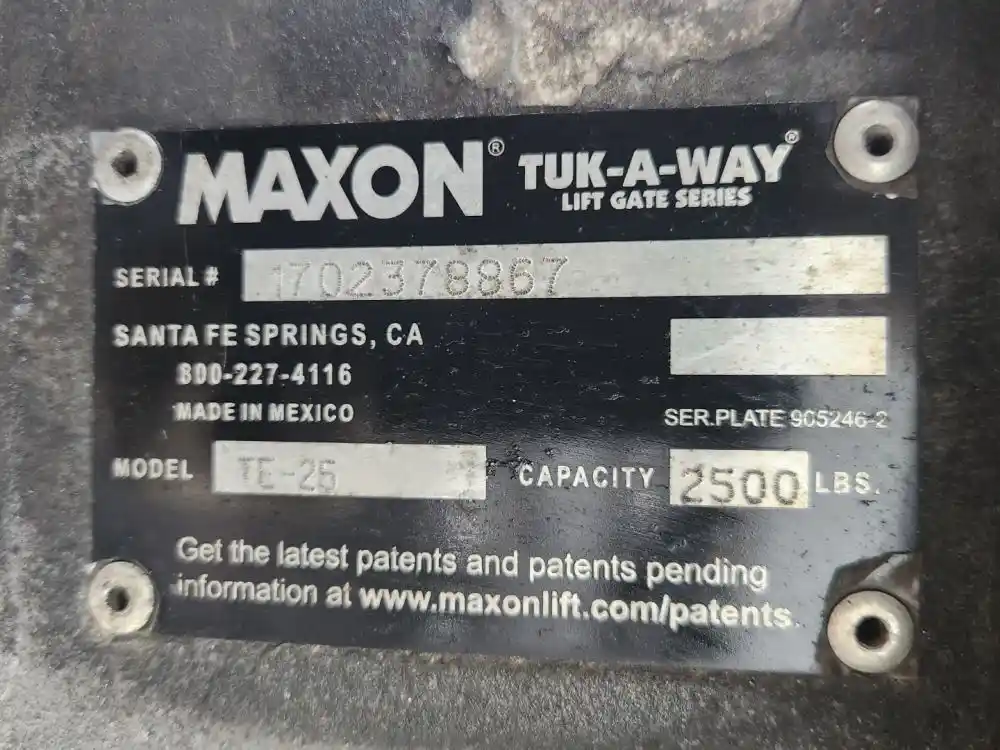 MAXON® TUK-A-WAY®
LIFT GATE SERIES
SERIAL # 1702378867
SANTA FE SPRINGS, CA
800-227-4116
MADE IN MEXICO
SER.PLATE 905246-2
MODEL TE-25 CAPACITY 2500 LBS.
Get the latest patents and patents pending
information at www.maxonlift.com/patents.